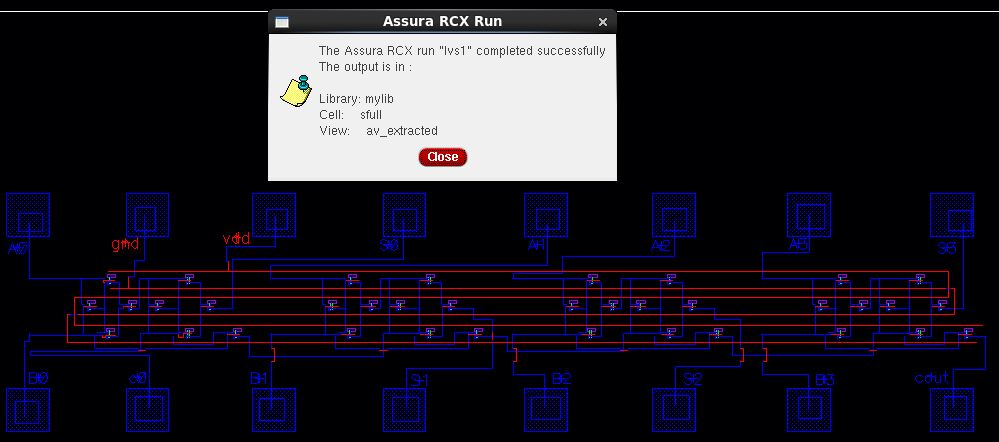 Assura RCX Run
The Assura RCX run "lvs1" completed successfully
The output is in :
Library: mylib
Cell: sfull
View: av_extracted
Close
A0
gnd
vdd
S0
A1
A2
A3
S3
B0
c0
B1
S1
B2
S2
B3
cout